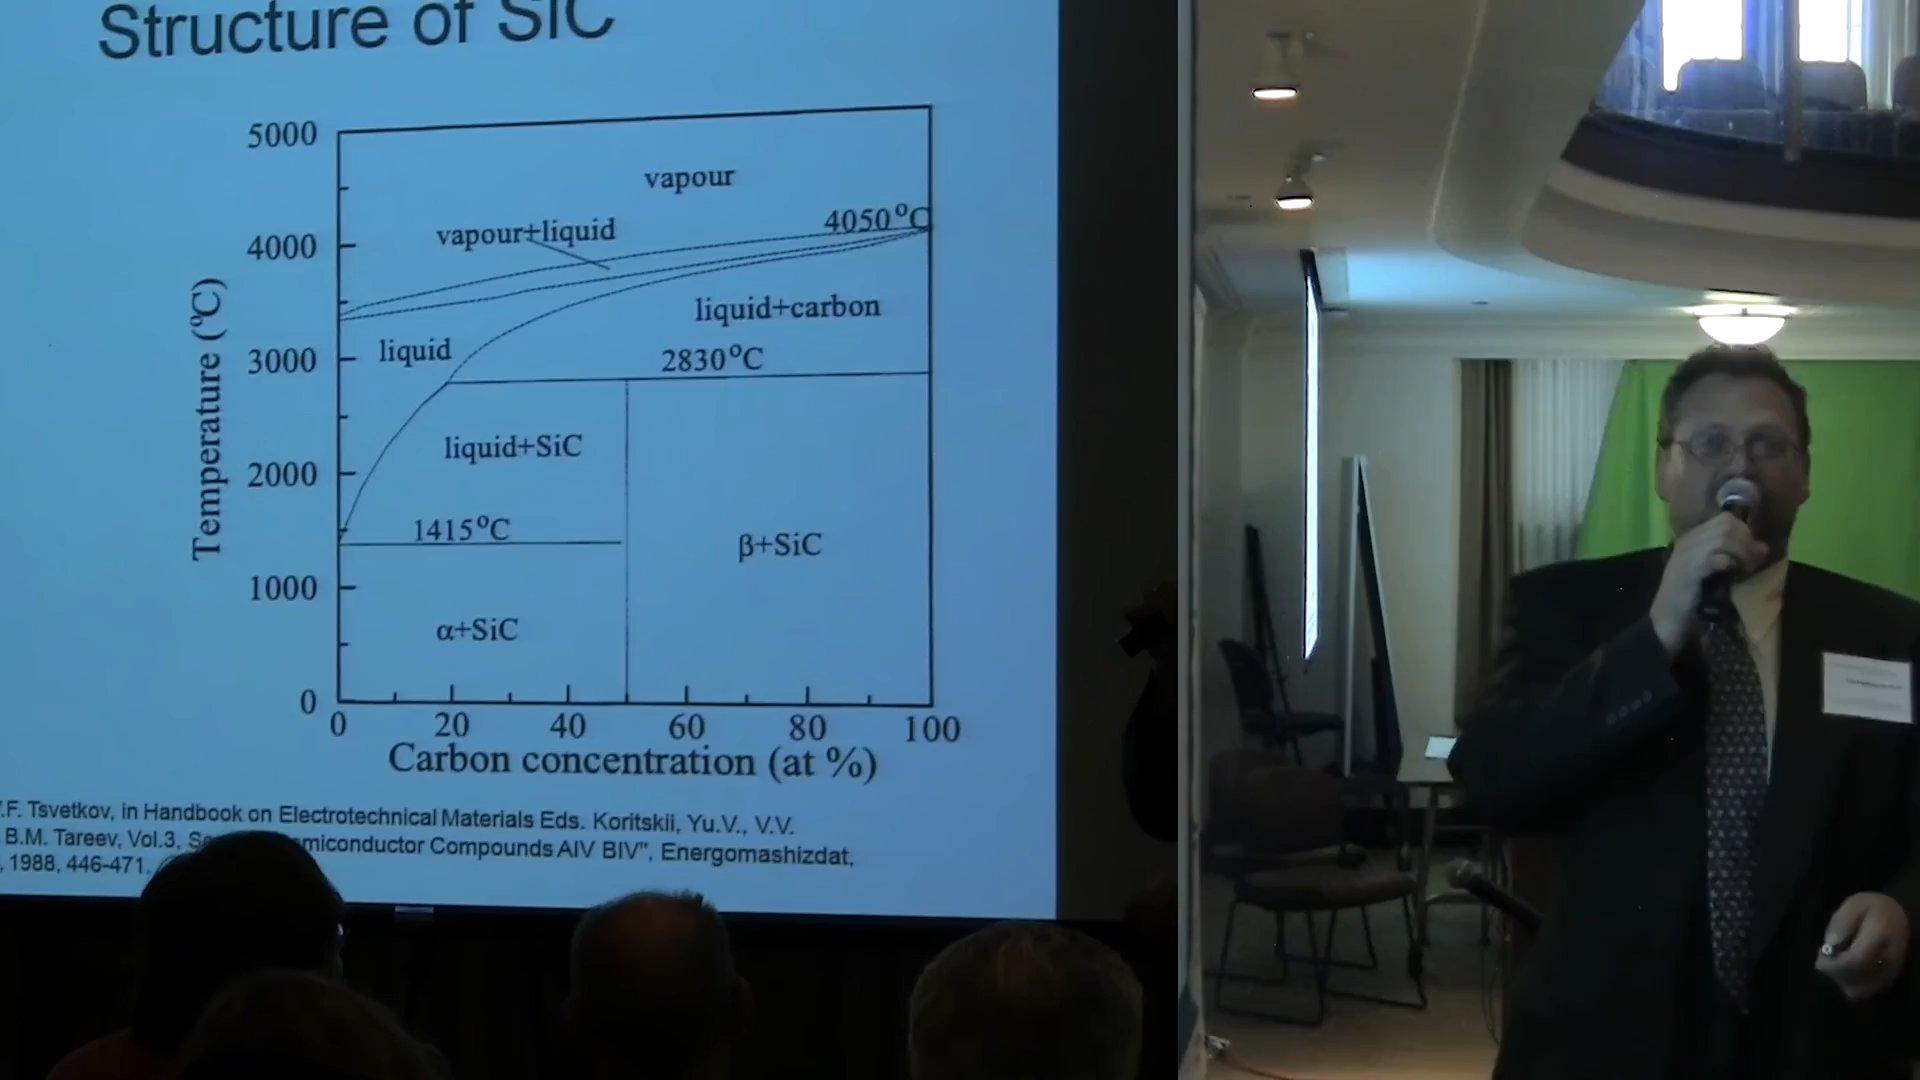 Structure of SiC
5000
vapour
4050°C
vapour+liquid
4000
liquid+carbon
liquid
3000
2830°C
Temperature (°C)
liquid+SiC
2000
1415°C
β+SiC
1000
α+SiC
0
0 20 40 60 80 100
Carbon concentration (at %)
.F. Tsvetkov, in Handbook on Electrotechnical Materials Eds. Koritskii, Yu.V., V.V.
B.M. Tareev, Vol.3, Compounds AIV BIV", Energomashizdat,
, 1988, 446-471.